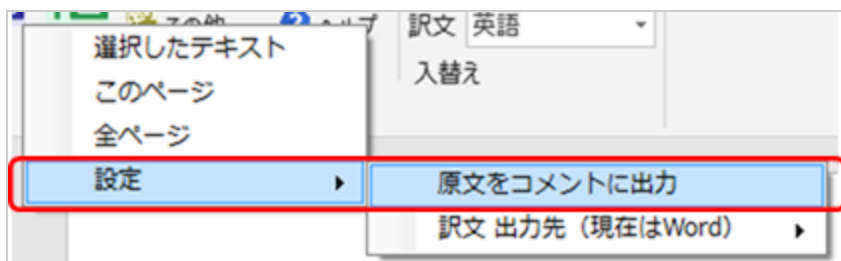 その他
ヘルプ
訳文 英語
入替え
選択したテキスト
このページ
全ページ
設定
原文をコメントに出力
訳文 出力先（現在はWord）